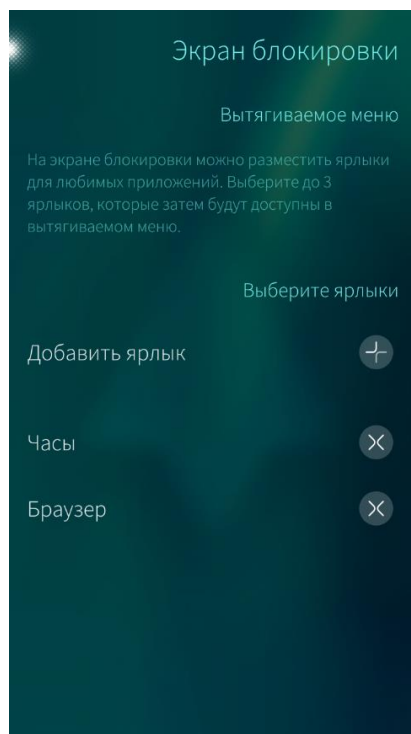 Экран блокировки
Вытягиваемое меню
На экране блокировки можно разместить ярлыки
для любимых приложений. Выберите до 3
ярлыков, которые затем будут доступны в
вытягиваемом меню.
Выберите ярлыки
Добавить ярлык
Часы
Браузер